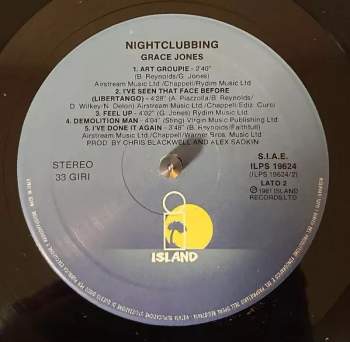 NIGHTCLUBBING
GRACE JONES
1. ART GROUPIE - 2'40"
(B. Reynolds/G. Jones)
Airstream Music Ltd /Chappell/Rydim Music Ltd
2. I'VE SEEN THAT FACE BEFORE
(LIBERTANGO) - 4'28" (A. Piazzolla/B. Reynolds/
D. Wilkey/N. Delon) Airstream Music Ltd./Chappell/Ediz. Curci
3. FEEL UP - 4'02" (G. Jones) Rydim Music Ltd
4. DEMOLITION MAN - 4'04" (Sting) Virgin Music Publishing Ltd
5. I'VE DONE IT AGAIN - 3'48" (B. Reynolds/Faithfull)
Airstream Music Ltd./Chappell/Warner Bros. Music
PROD. BY CHRIS BLACKWELL AND ALEX SADKIN
STEREO
33 GIRI
S.I.A.E.
ILPS 19624
(ILPS 19624/2)
LATO 2
℗ 1981 ISLAND
RECORDS LTD
ISLAND